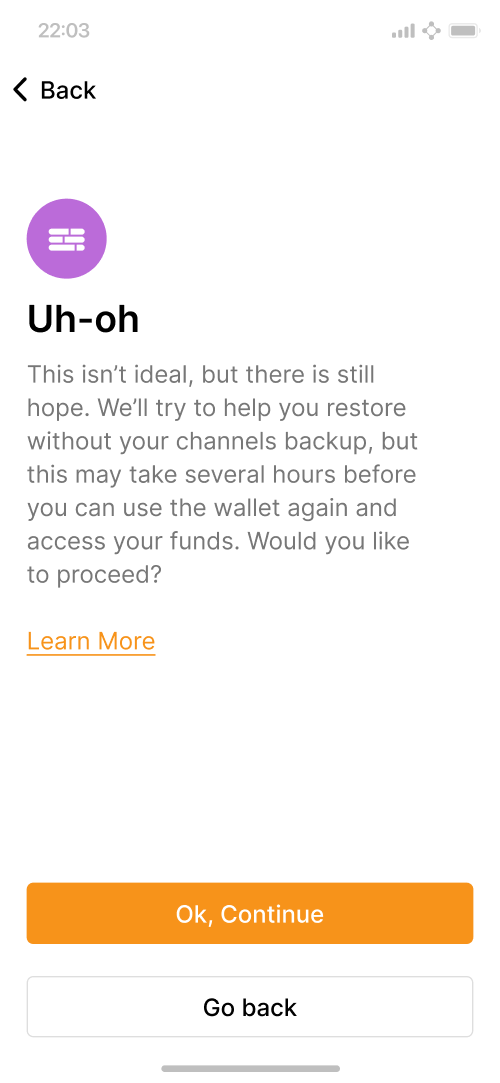 22:03
Back
Uh-oh
This isn’t ideal, but there is still
hope. We’ll try to help you restore
without your channels backup, but
this may take several hours before
you can use the wallet again and
access your funds. Would you like
to proceed?
Learn More
Ok, Continue
Go back